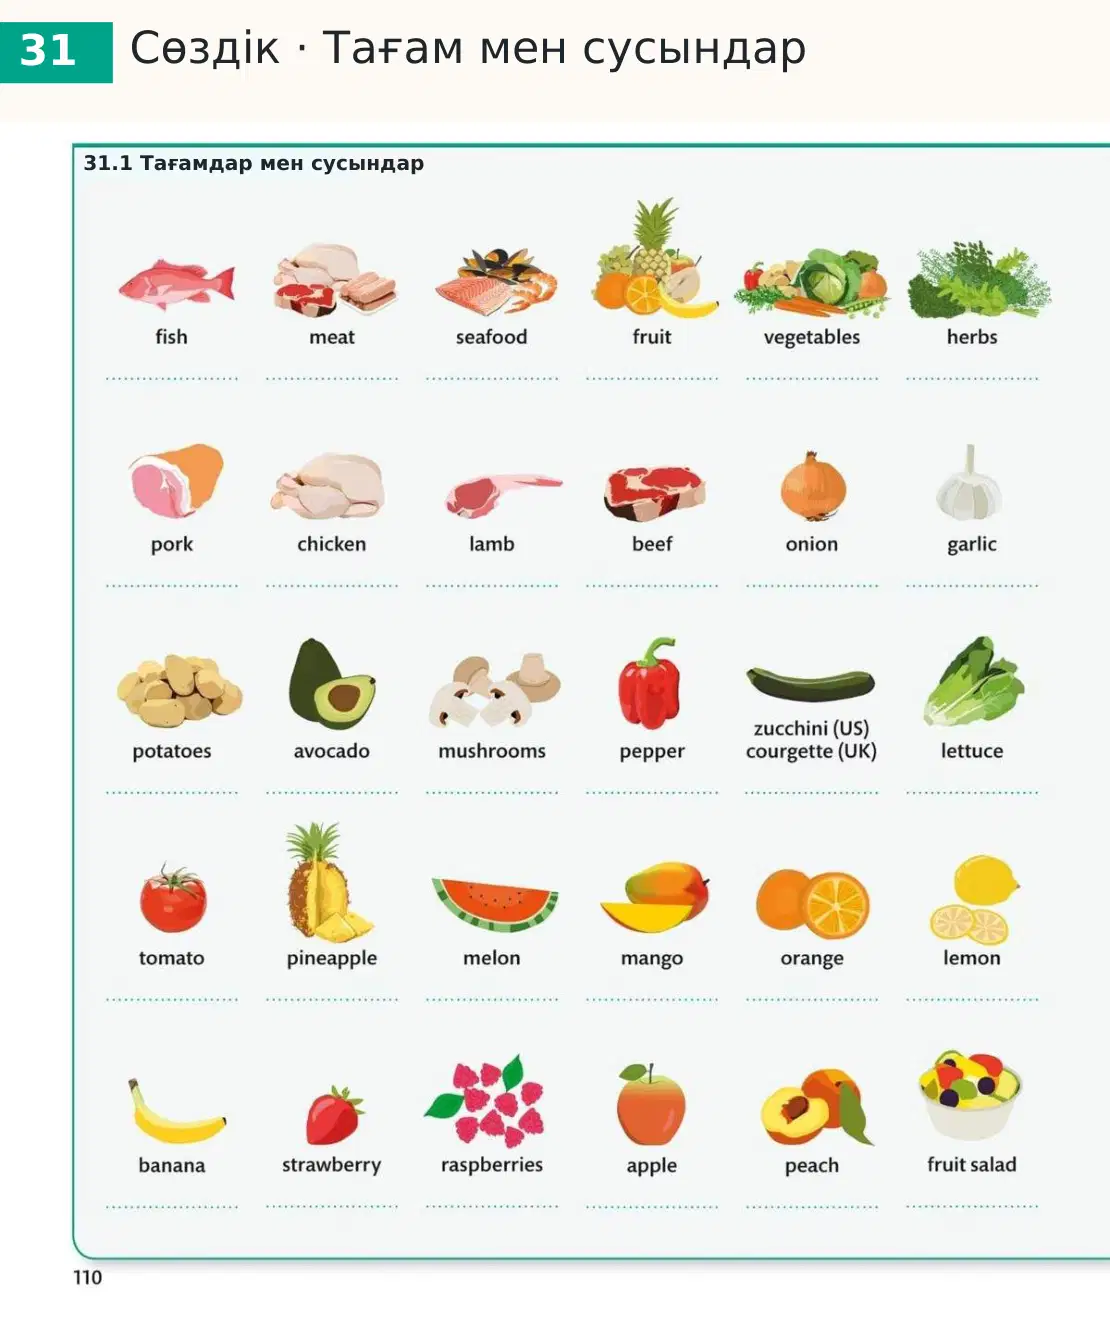 31 Сөздік · Тағам мен сусындар
31.1 Тағамдар мен сусындар
fish meat seafood fruit vegetables herbs
pork chicken lamb beef onion garlic
potatoes avocado mushrooms pepper zucchini (US) courgette (UK) lettuce
tomato pineapple melon mango orange lemon
banana strawberry raspberries apple peach fruit salad
110